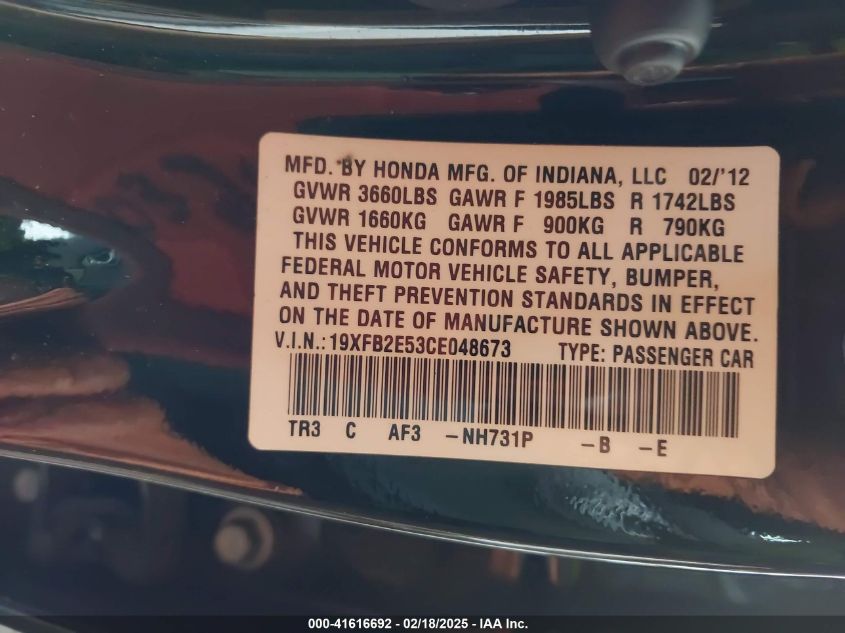 MFD. BY HONDA MFG. OF INDIANA, LLC 02/'12
GVWR 3660LBS GAWR F 1985LBS R 1742LBS
GVWR 1660KG GAWR F 900KG R 790KG
THIS VEHICLE CONFORMS TO ALL APPLICABLE
FEDERAL MOTOR VEHICLE SAFETY, BUMPER,
AND THEFT PREVENTION STANDARDS IN EFFECT
ON THE DATE OF MANUFACTURE SHOWN ABOVE.
V.I.N.: 19XFB2E53CE048673 TYPE: PASSENGER CAR
TR3 C AF3 -NH731P -B -E
000-41616692 - 02/18/2025 - IAA Inc.